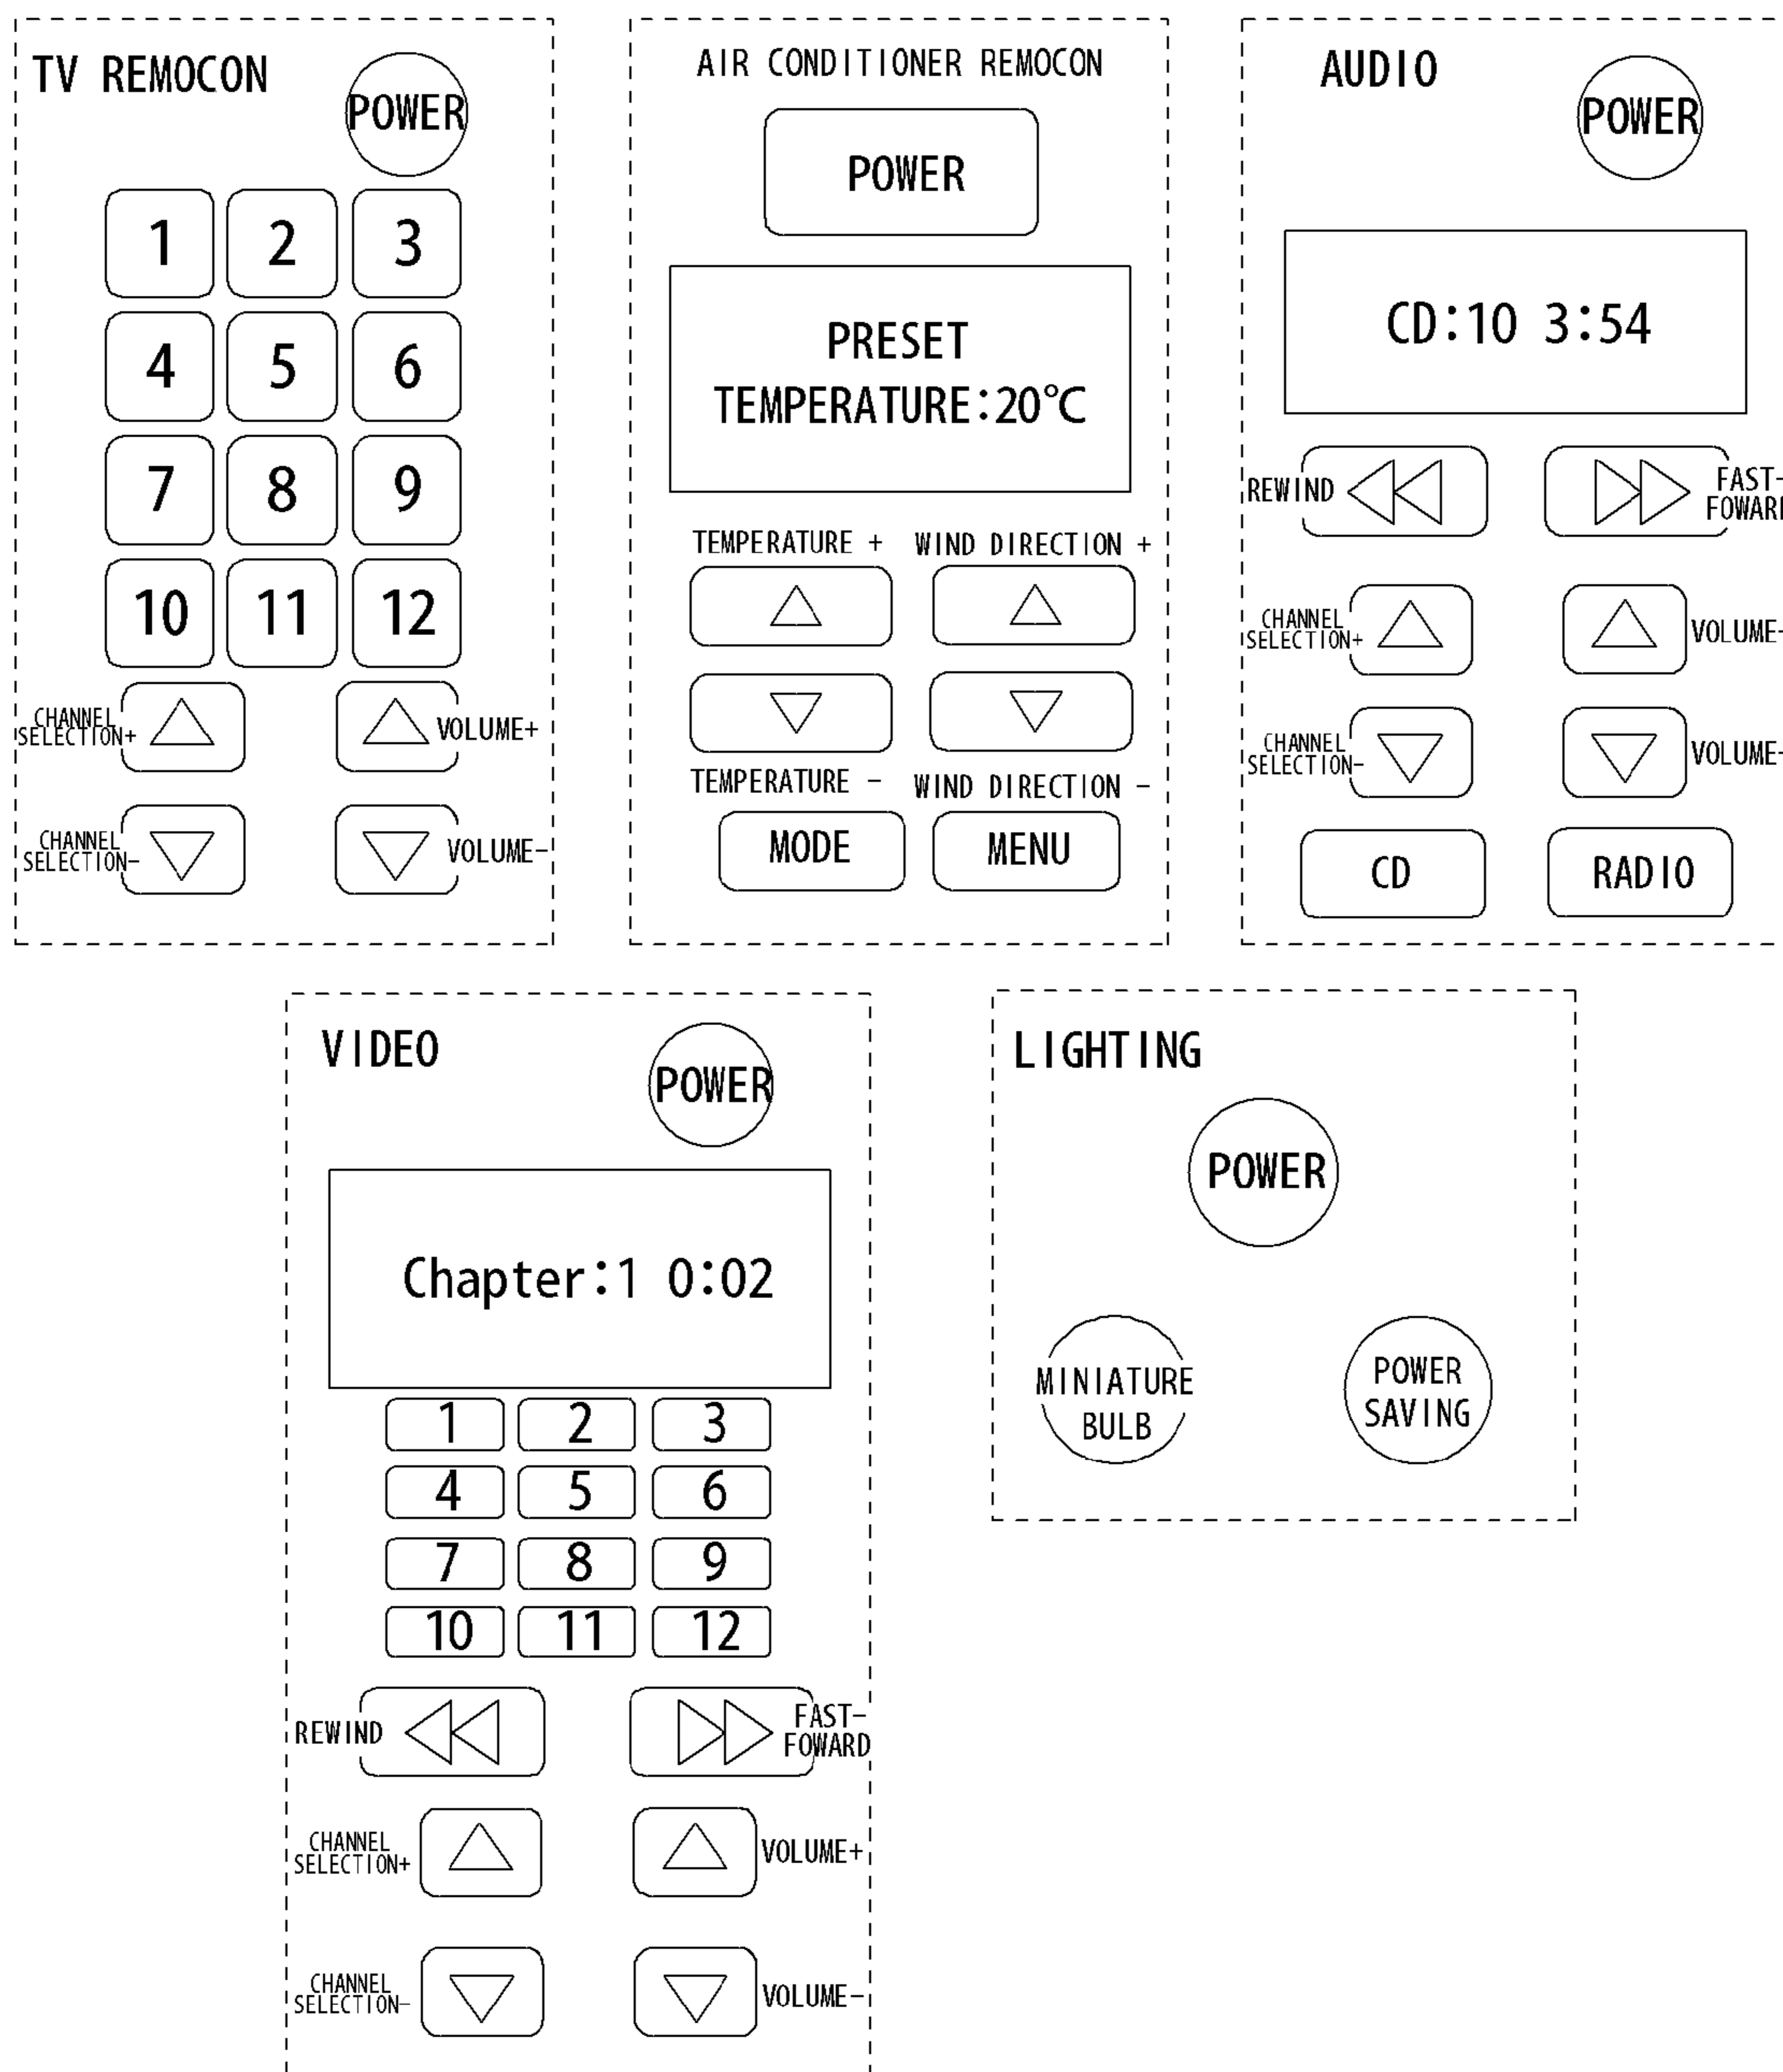 TV REMOCON
POWER
1 2 3
4 5 6
7 8 9
10 11 12
CHANNEL
SELECTION+
VOLUME+
CHANNEL
SELECTION-
VOLUME-
AIR CONDITIONER REMOCON
POWER
PRESET
TEMPERATURE:20℃
TEMPERATURE + WIND DIRECTION +
TEMPERATURE - WIND DIRECTION -
MODE MENU
AUDIO
POWER
CD:10 3:54
REWIND
FAST-
FOWARD
CHANNEL
SELECTION+
VOLUME
CHANNEL
SELECTION-
VOLUME-
CD RADIO
VIDEO
POWER
Chapter:1 0:02
1 2 3
4 5 6
7 8 9
10 11 12
REWIND
FAST-
FOWARD
CHANNEL
SELECTION+
VOLUME+
CHANNEL
SELECTION-
VOLUME-
LIGHTING
POWER
MINIATURE
BULB
POWER
SAVING